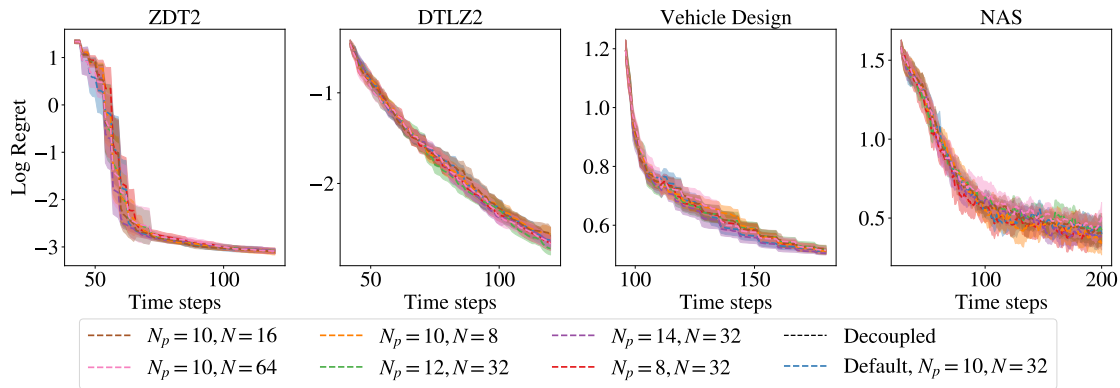 ZDT2
DTLZ2
Vehicle Design
NAS
Log Regret
1
0
−1
−2
−3
50
100
Time steps
−1
−2
50
100
Time steps
1.2
1.0
0.8
0.6
100
150
Time steps
1.5
1.0
0.5
100
200
Time steps
N_p = 10, N = 16
N_p = 10, N = 8
N_p = 14, N = 32
Decoupled
N_p = 10, N = 64
N_p = 12, N = 32
N_p = 8, N = 32
Default, N_p = 10, N = 32